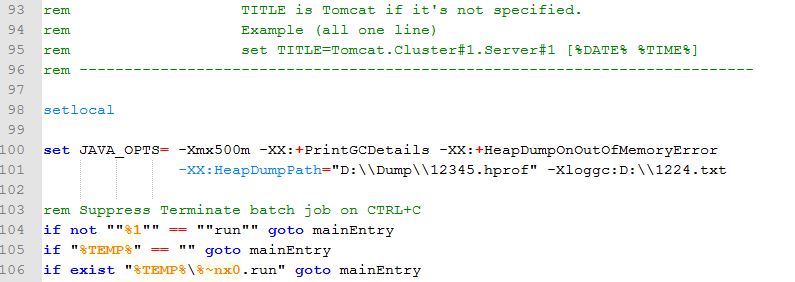 93 rem TITLE is Tomcat if it's not specified.
94 rem Example (all one line)
95 rem set TITLE=Tomcat.Cluster#1.Server#1 [%DATE% %TIME%]
96 rem ---------------------------------------------------------------------------
97
98 setlocal
99
100 set JAVA_OPTS= -Xmx500m -XX:+PrintGCDetails -XX:+HeapDumpOnOutOfMemoryError
101 -XX:HeapDumpPath="D:\\Dump\\12345.hprof" -Xloggc:D:\\1224.txt
102
103 rem Suppress Terminate batch job on CTRL+C
104 if not ""%1"" == ""run"" goto mainEntry
105 if "%TEMP%" == "" goto mainEntry
106 if exist "%TEMP%\%~nx0.run" goto mainEntry